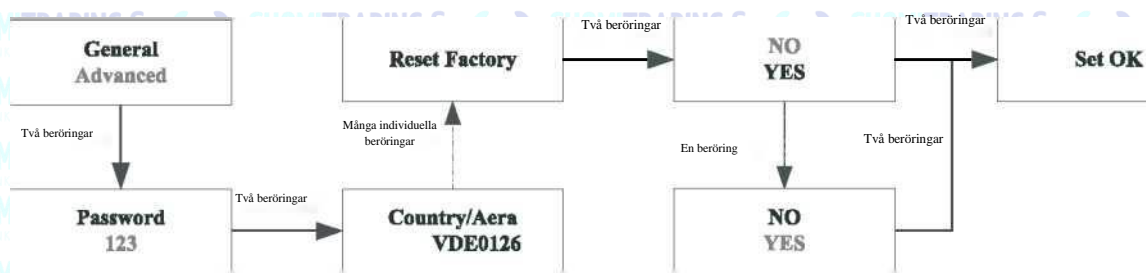 General
Advanced
Två beröringar
Password
123
Två beröringar
Country/Aera
VDE0126
Många individuella
beröringar
Reset Factory
Två beröringar
NO
YES
En beröring
NO
YES
Två beröringar
Två beröringar
Set OK